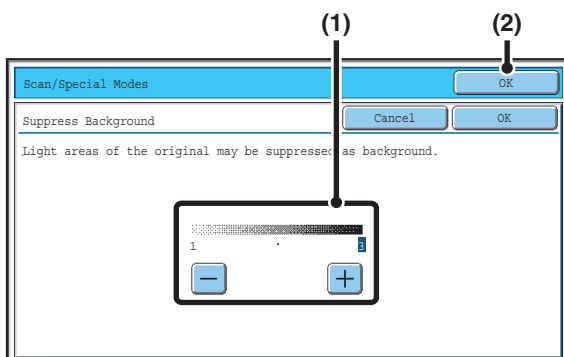 (1) (2)
Scan/Special Modes OK
Suppress Background Cancel OK
Light areas of the original may be suppressed as background.
1 · 3
− +